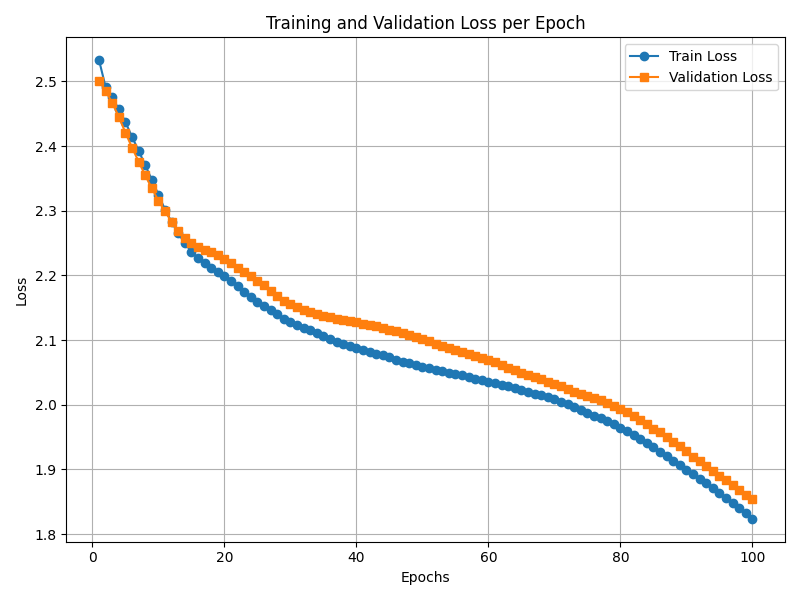 Training and Validation Loss per Epoch
Train Loss
Validation Loss
2.5
2.4
2.3
2.2
2.1
2.0
1.9
1.8
Loss
0 20 40 60 80 100
Epochs